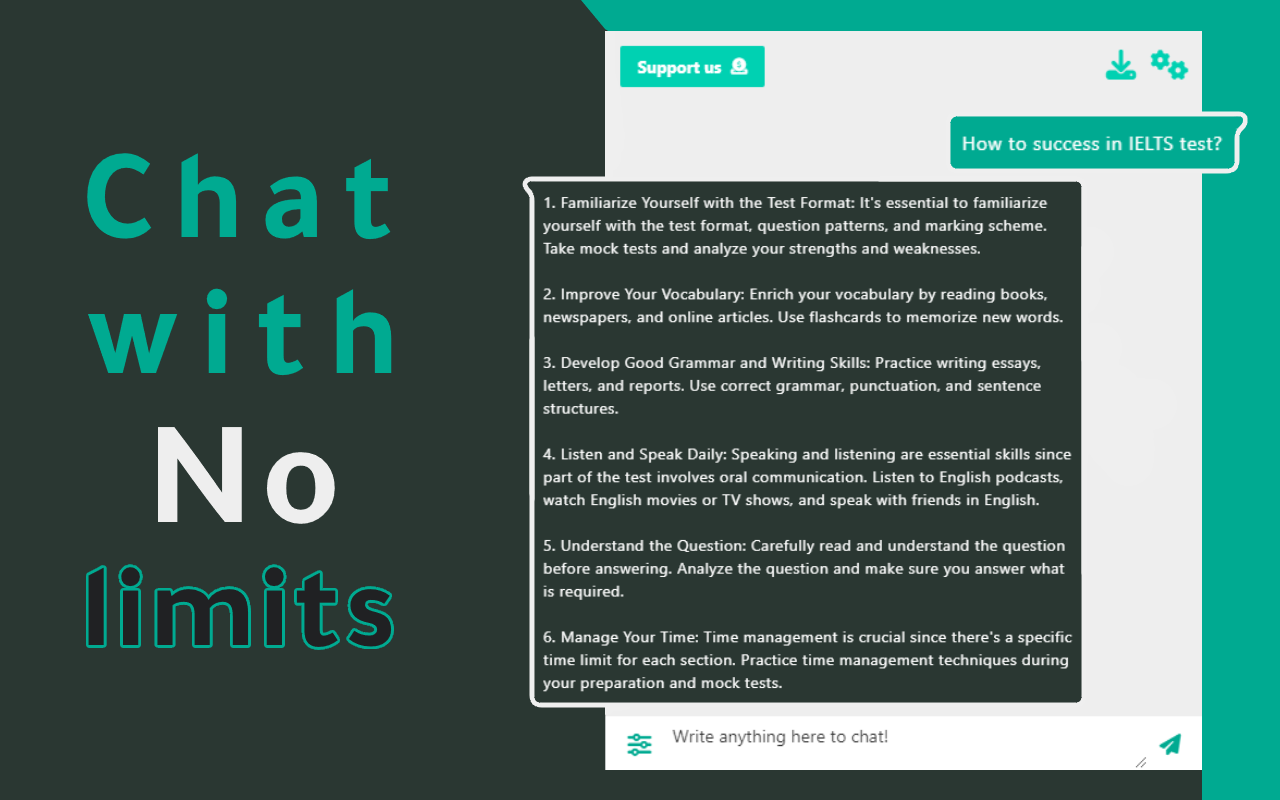 Chat
with
No
limits
Support us
How to success in IELTS test?
1. Familiarize Yourself with the Test Format: It's essential to familiarize
yourself with the test format, question patterns, and marking scheme.
Take mock tests and analyze your strengths and weaknesses.
2. Improve Your Vocabulary: Enrich your vocabulary by reading books,
newspapers, and online articles. Use flashcards to memorize new words.
3. Develop Good Grammar and Writing Skills: Practice writing essays,
letters, and reports. Use correct grammar, punctuation, and sentence
structures.
4. Listen and Speak Daily: Speaking and listening are essential skills since
part of the test involves oral communication. Listen to English podcasts,
watch English movies or TV shows, and speak with friends in English.
5. Understand the Question: Carefully read and understand the question
before answering. Analyze the question and make sure you answer what
is required.
6. Manage Your Time: Time management is crucial since there's a specific
time limit for each section. Practice time management techniques during
your preparation and mock tests.
Write anything here to chat!